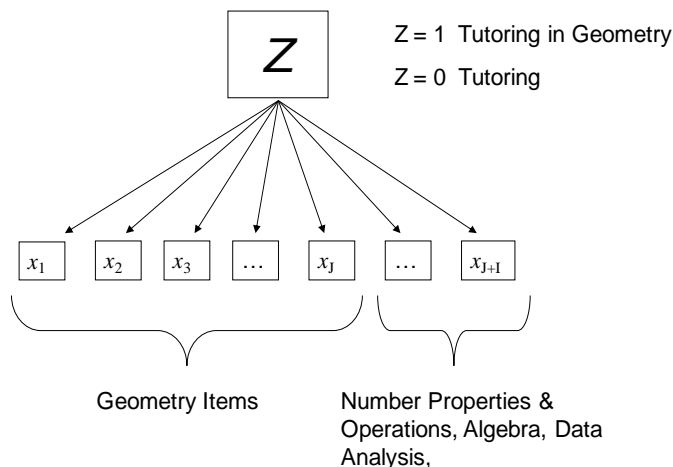 Z
Z = 1 Tutoring in Geometry
Z = 0 Tutoring
x1 x2 x3 … xJ … xJ+I
Geometry Items
Number Properties &
Operations, Algebra, Data
Analysis,